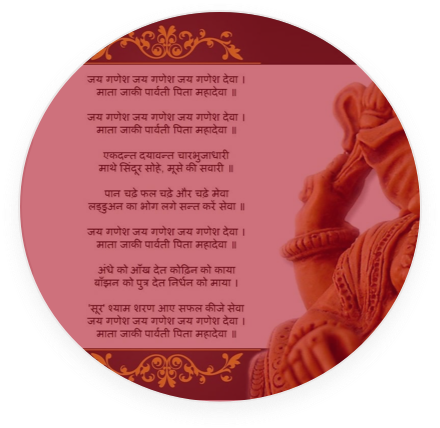 जय गणेश जय गणेश जय गणेश देवा ।
माता जाकी पार्वती पिता महादेवा ॥
जय गणेश जय गणेश जय गणेश देवा ।
माता जाकी पार्वती पिता महादेवा ॥
एकदन्त दयावन्त चारभुजाधारी
माथे सिंदूर सोहे, मूसे की सवारी ॥
पान चढ़े फल चढ़े और चढ़े मेवा
लड्डुअन का भोग लगे सन्त करें सेवा ॥
जय गणेश जय गणेश जय गणेश देवा ।
माता जाकी पार्वती पिता महादेवा ॥
अंधे को आँख देत कोढ़िन को काया
बाँझन को पुत्र देत निर्धन को माया ।
'सूर' श्याम शरण आए सफल कीजे सेवा
जय गणेश जय गणेश जय गणेश देवा ।
माता जाकी पार्वती पिता महादेवा ॥